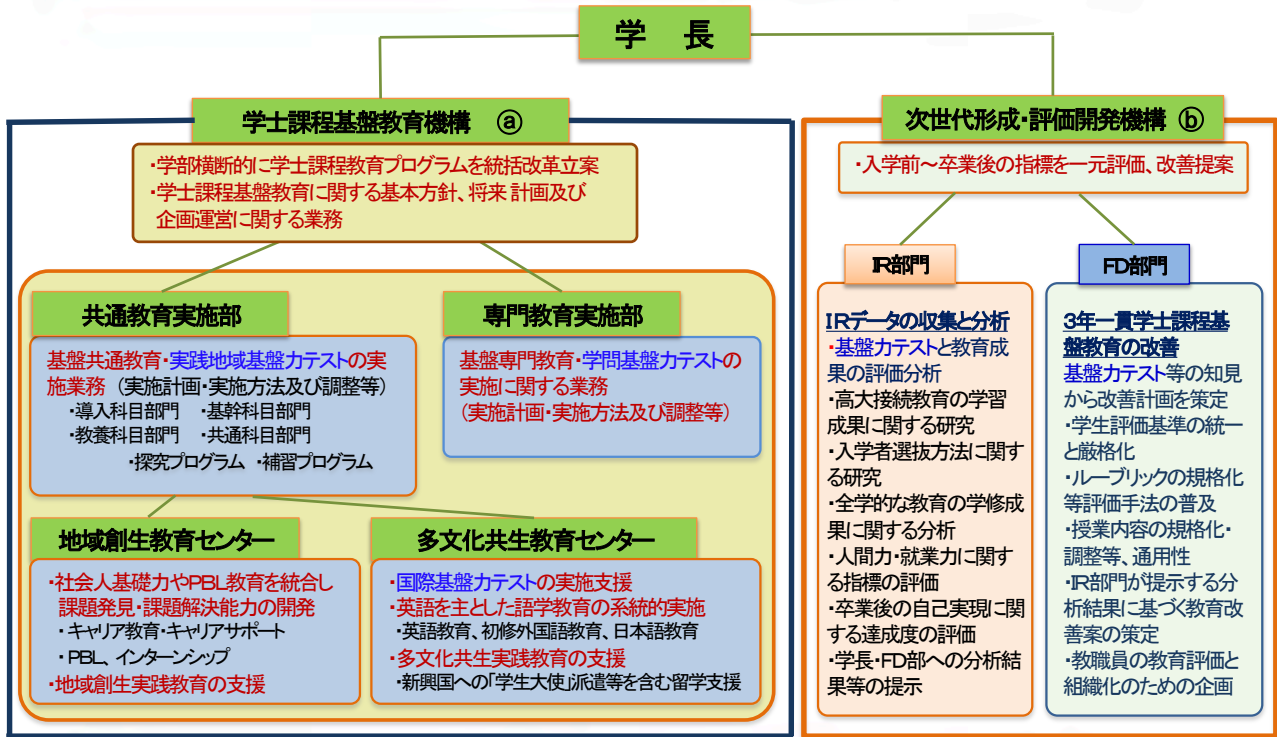 学 長
学士課程基盤教育機構 ⓐ
・学部横断的に学士課程教育プログラムを統括改革立案
・学士課程基盤教育に関する基本方針、将来 計画及び
企画運営に関する業務
共通教育実施部
基盤共通教育・実践地域基盤力テストの実
施業務 (実施計画・実施方法及び調整等)
・導入科目部門 ・基幹科目部門
・教養科目部門 ・共通科目部門
・探究プログラム ・補習プログラム
専門教育実施部
基盤専門教育・学問基盤力テストの
実施に関する業務
(実施計画・実施方法及び調整等)
地域創生教育センター
・社会人基礎力やPBL教育を統合し
課題発見・課題解決能力の開発
・キャリア教育・キャリアサポート
・PBL、インターンシップ
・地域創生実践教育の支援
多文化共生教育センター
・国際基盤力テストの実施支援
・英語を主とした語学教育の系統的実施
・英語教育、初修外国語教育、日本語教育
・多文化共生実践教育の支援
・新興国への「学生大使」派遣等を含む留学支援
次世代形成・評価開発機構 ⓑ
・入学前～卒業後の指標を一元評価、改善提案
IR部門
IRデータの収集と分析
・基盤力テストと教育成
果の評価分析
・高大接続教育の学習
成果に関する研究
・入学者選抜方法に関す
る研究
・全学的な教育の学修成
果に関する分析
・人間力・就業力に関す
る指標の評価
・卒業後の自己実現に関
する達成度の評価
・学長・FD部への分析結
果等の提示
FD部門
3年一貫学士課程基
盤教育の改善
基盤力テスト等の知見
から改善計画を策定
・学生評価基準の統一
と厳格化
・ルーブリックの規格化
等評価手法の普及
・授業内容の規格化・
調整等、通用性
・IR部門が提示する分
析結果に基づく教育改
善案の策定
・教職員の教育評価と
組織化のための企画